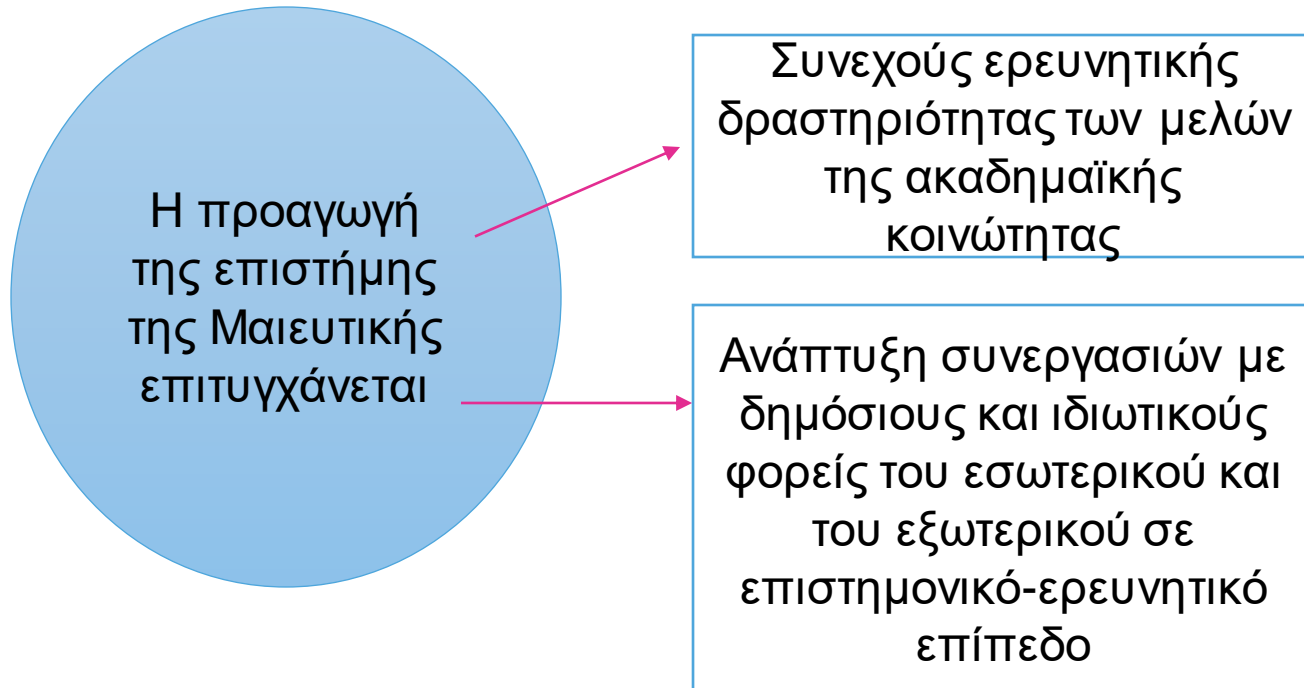 Η προαγωγή
της επιστήμης
της Μαιευτικής
επιτυγχάνεται
Συνεχούς ερευνητικής
δραστηριότητας των μελών
της ακαδημαϊκής
κοινώτητας
Ανάπτυξη συνεργασιών με
δημόσιους και ιδιωτικούς
φορείς του εσωτερικού και
του εξωτερικού σε
επιστημονικό-ερευνητικό
επίπεδο